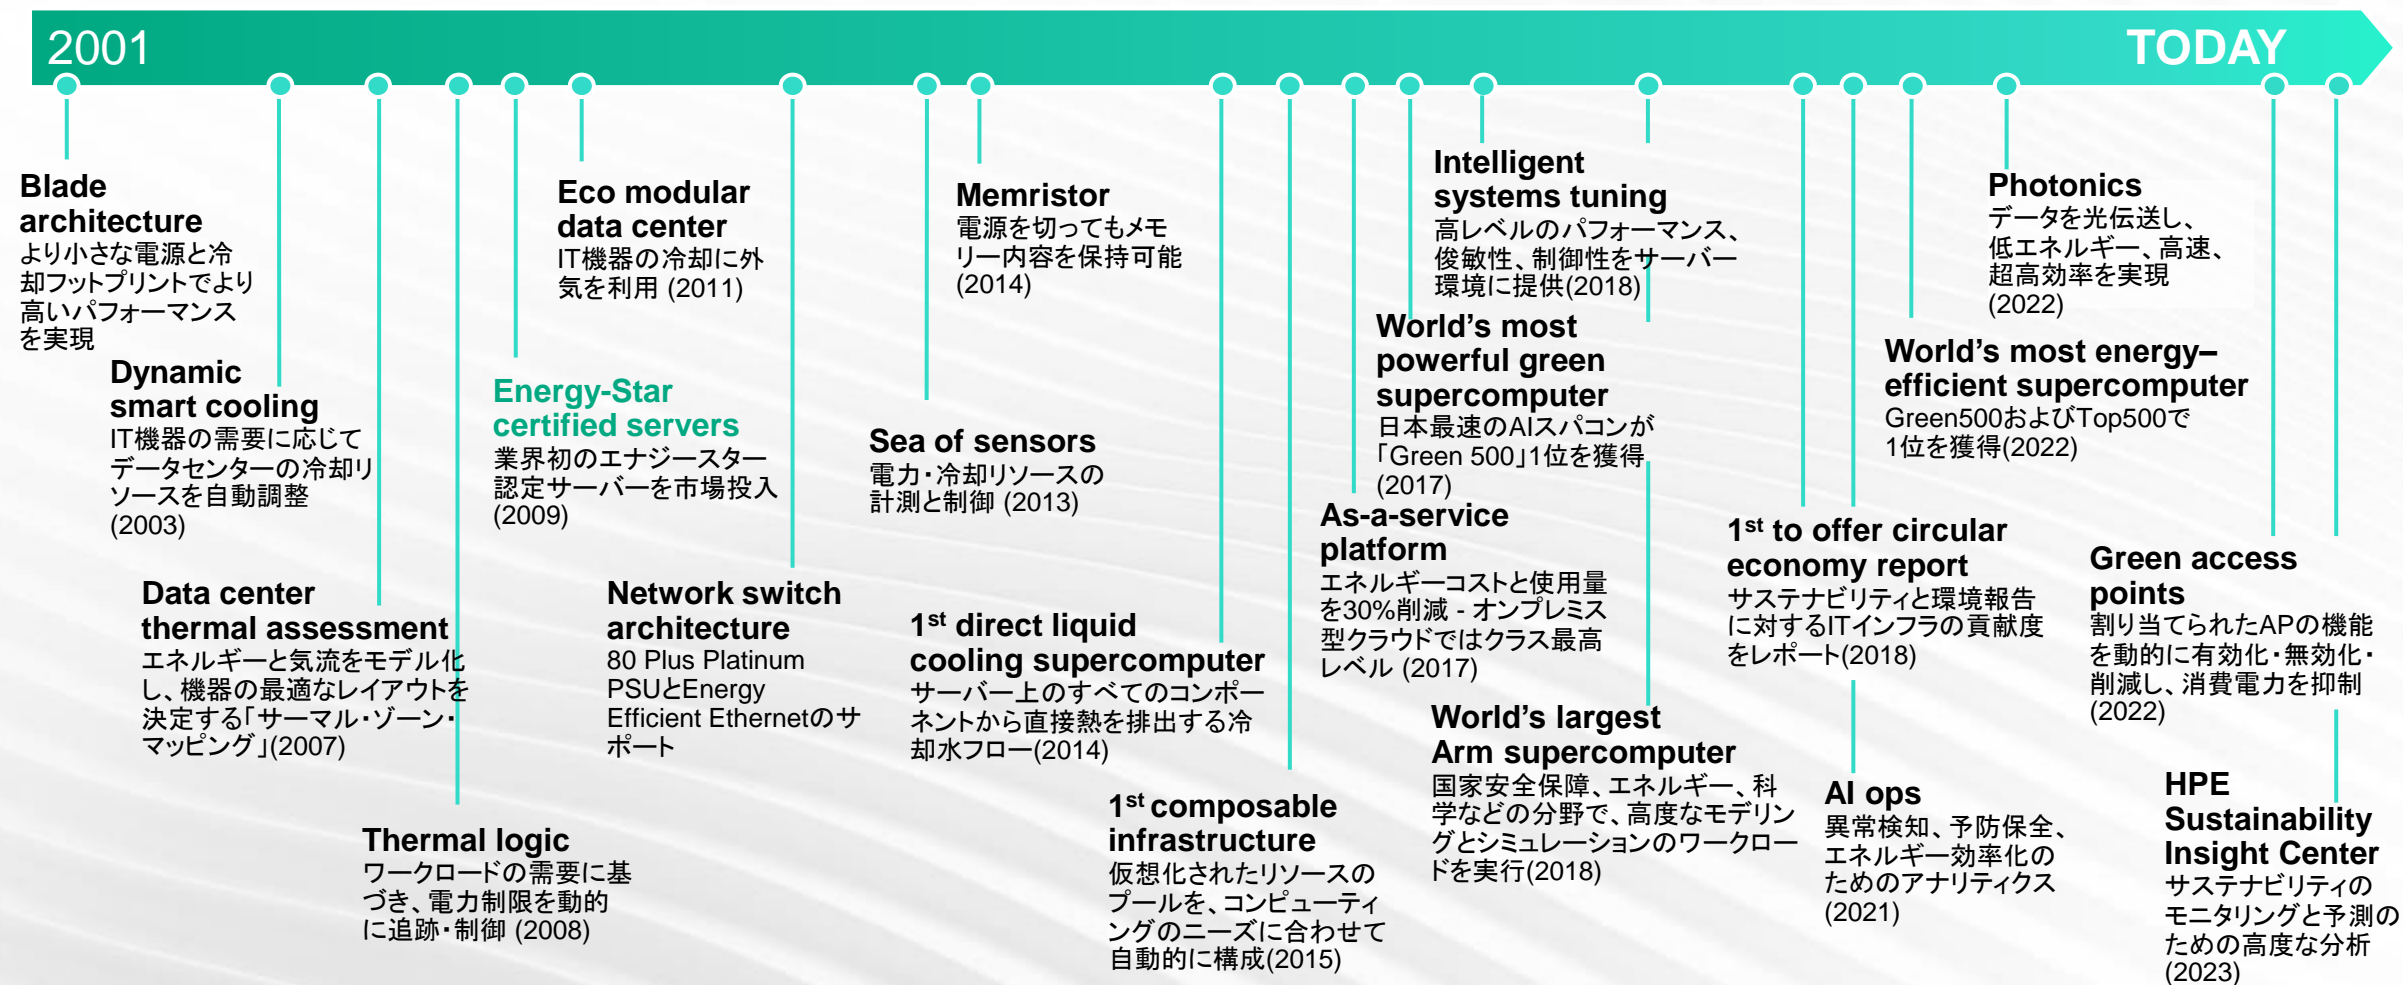 2001
TODAY
Blade
architecture
より小さな電源と冷
却フットプリントでより
高いパフォーマンス
を実現
Dynamic
smart cooling
IT機器の需要に応じて
データセンターの冷却リ
ソースを自動調整
(2003)
Data center
thermal assessment
エネルギーと気流をモデル化
し、機器の最適なレイアウトを
決定する「サーマル・ゾーン・
マッピング」(2007)
Thermal logic
ワークロードの需要に基
づき、電力制限を動的
に追跡・制御 (2008)
Energy-Star
certified servers
業界初のエナジースター
認定サーバーを市場投入
(2009)
Eco modular
data center
IT機器の冷却に外
気を利用 (2011)
Network switch
architecture
80 Plus Platinum
PSUとEnergy
Efficient Ethernetのサ
ポート
Sea of sensors
電力・冷却リソースの
計測と制御 (2013)
Memristor
電源を切ってもメモ
リー内容を保持可能
(2014)
1st direct liquid
cooling supercomputer
サーバー上のすべてのコンポー
ネントから直接熱を排出する冷
却水フロー(2014)
1st composable
infrastructure
仮想化されたリソースの
プールを、コンピューティ
ングのニーズに合わせて
自動的に構成(2015)
As-a-service
platform
エネルギーコストと使用量
を30%削減 - オンプレミス
型クラウドではクラス最高
レベル (2017)
World's most
powerful green
supercomputer
日本最速のAIスパコンが
「Green 500」1位を獲得
(2017)
Intelligent
systems tuning
高レベルのパフォーマンス、
俊敏性、制御性をサーバー
環境に提供(2018)
World's largest
Arm supercomputer
国家安全保障、エネルギー、科
学などの分野で、高度なモデリン
グとシミュレーションのワークロー
ドを実行(2018)
1st to offer circular
economy report
サステナビリティと環境報告
に対するITインフラの貢献度
をレポート(2018)
AI ops
異常検知、予防保全、
エネルギー効率化の
ためのアナリティクス
(2021)
World's most energy–
efficient supercomputer
Green500およびTop500で
1位を獲得(2022)
Photonics
データを光伝送し、
低エネルギー、高速、
超高効率を実現
(2022)
Green access
points
割り当てられたAPの機能
を動的に有効化・無効化・
削減し、消費電力を抑制
(2022)
HPE
Sustainability
Insight Center
サステナビリティの
モニタリングと予測の
ための高度な分析
(2023)